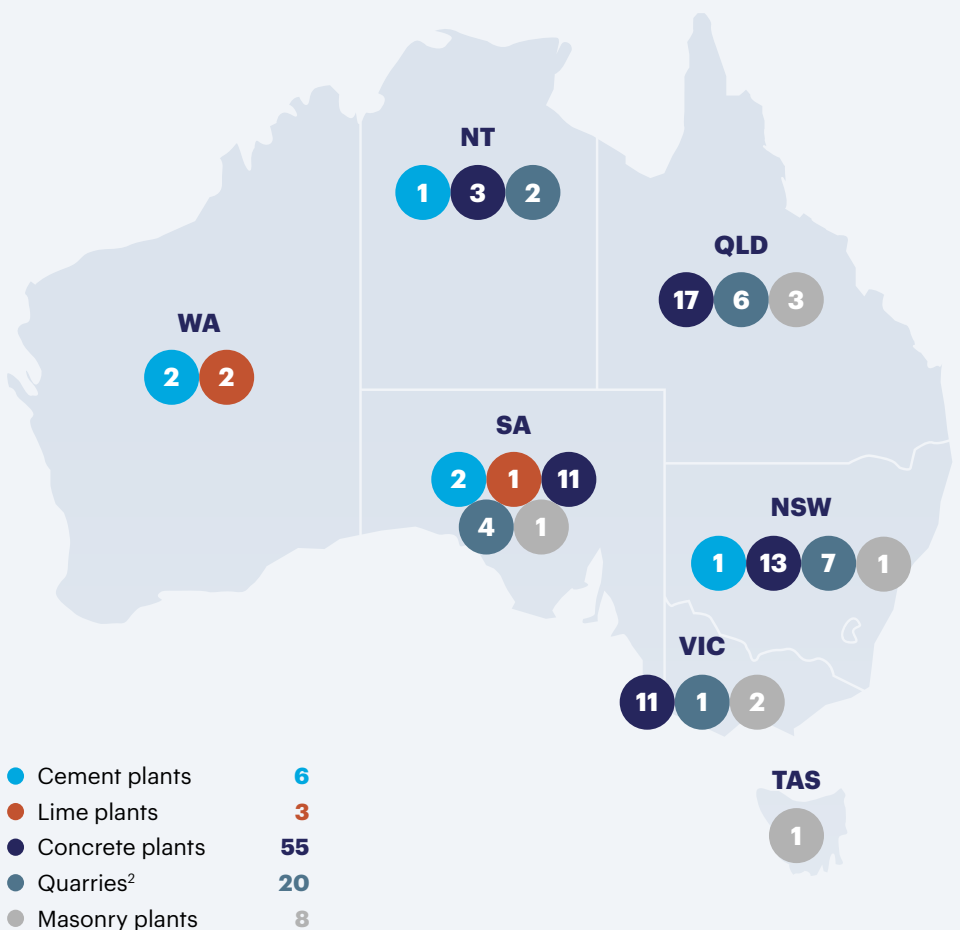 NT
1 3 2
QLD
17 6 3
WA
2 2
SA
2 1 11
4 1
NSW
1 13 7 1
VIC
11 1 2
TAS
1
Cement plants 6
Lime plants 3
Concrete plants 55
Quarries² 20
Masonry plants 8